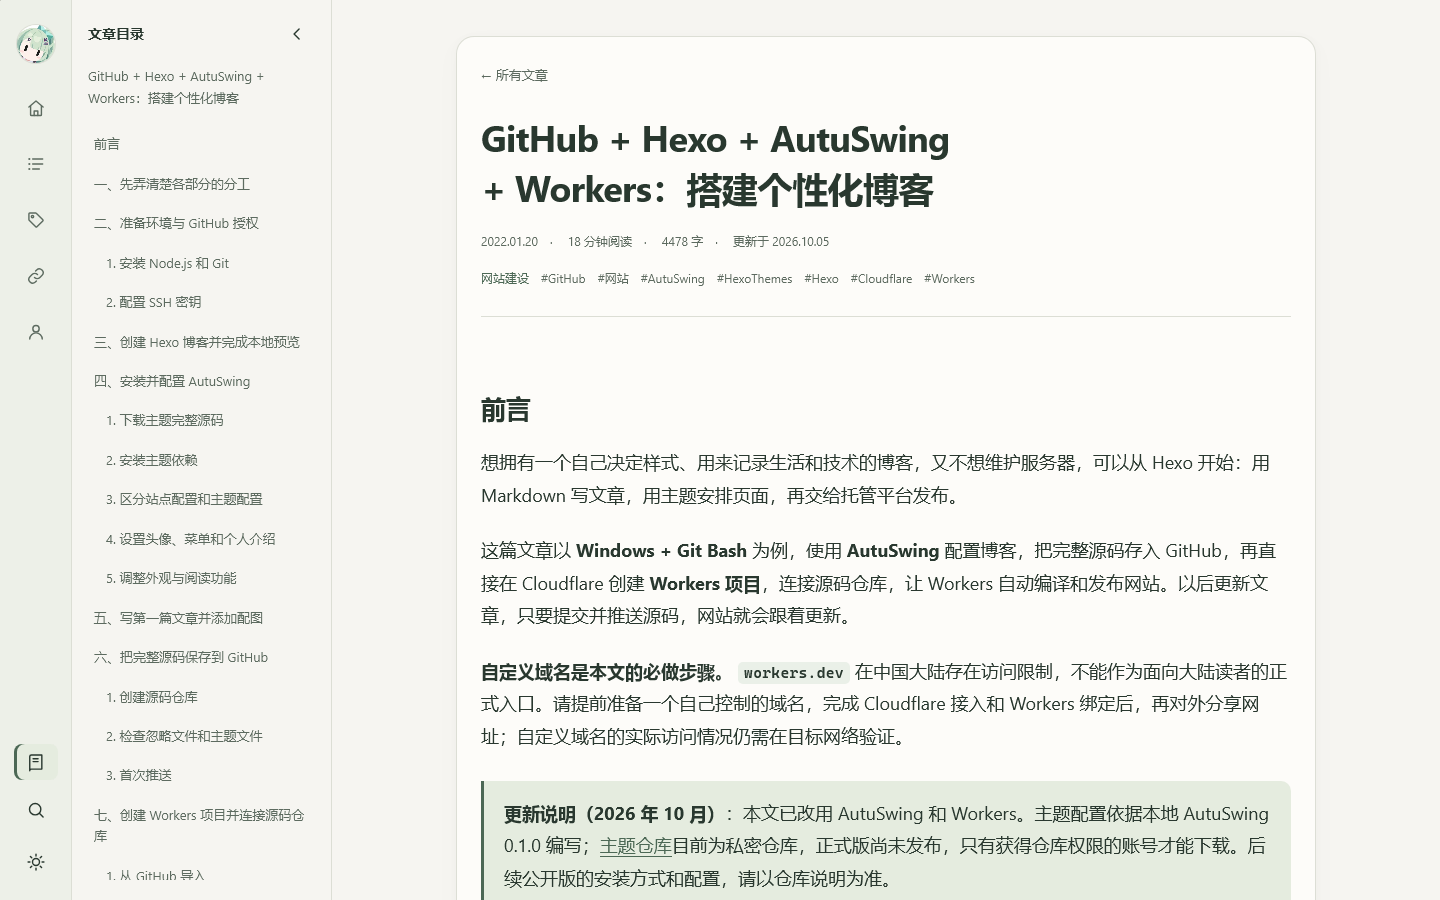 文章目录
GitHub + Hexo + AutuSwing +
Workers：搭建个性化博客
前言
一、先弄清楚各部分的分工
二、准备环境与 GitHub 授权
1. 安装 Node.js 和 Git
2. 配置 SSH 密钥
三、创建 Hexo 博客并完成本地预览
四、安装并配置 AutuSwing
1. 下载主题完整源码
2. 安装主题依赖
3. 区分站点配置和主题配置
4. 设置头像、菜单和个人介绍
5. 调整外观与阅读功能
五、写第一篇文章并添加配图
六、把完整源码保存到 GitHub
1. 创建源码仓库
2. 检查忽略文件和主题文件
3. 首次推送
七、创建 Workers 项目并连接源码仓
库
1. 从 GitHub 导入
← 所有文章
GitHub + Hexo + AutuSwing
+ Workers：搭建个性化博客
2022.01.20 · 18 分钟阅读 · 4478 字 · 更新于 2026.10.05
网站建设 #GitHub #网站 #AutuSwing #HexoThemes #Hexo #Cloudflare #Workers
前言
想拥有一个自己决定样式、用来记录生活和技术的博客，又不想维护服务器，可以从 Hexo 开始：用
Markdown 写文章，用主题安排页面，再交给托管平台发布。
这篇文章以 Windows + Git Bash 为例，使用 AutuSwing 配置博客，把完整源码存入 GitHub，再直
接在 Cloudflare 创建 Workers 项目，连接源码仓库，让 Workers 自动编译和发布网站。以后更新文
章，只要提交并推送源码，网站就会跟着更新。
自定义域名是本文的必做步骤。 workers.dev 在中国大陆存在访问限制，不能作为面向大陆读者的正
式入口。请提前准备一个自己控制的域名，完成 Cloudflare 接入和 Workers 绑定后，再对外分享网
址；自定义域名的实际访问情况仍需在目标网络验证。
更新说明（2026 年 10 月）：本文已改用 AutuSwing 和 Workers。主题配置依据本地 AutuSwing
0.1.0 编写；主题仓库目前为私密仓库，正式版尚未发布，只有获得仓库权限的账号才能下载。后
续公开版的安装方式和配置，请以仓库说明为准。